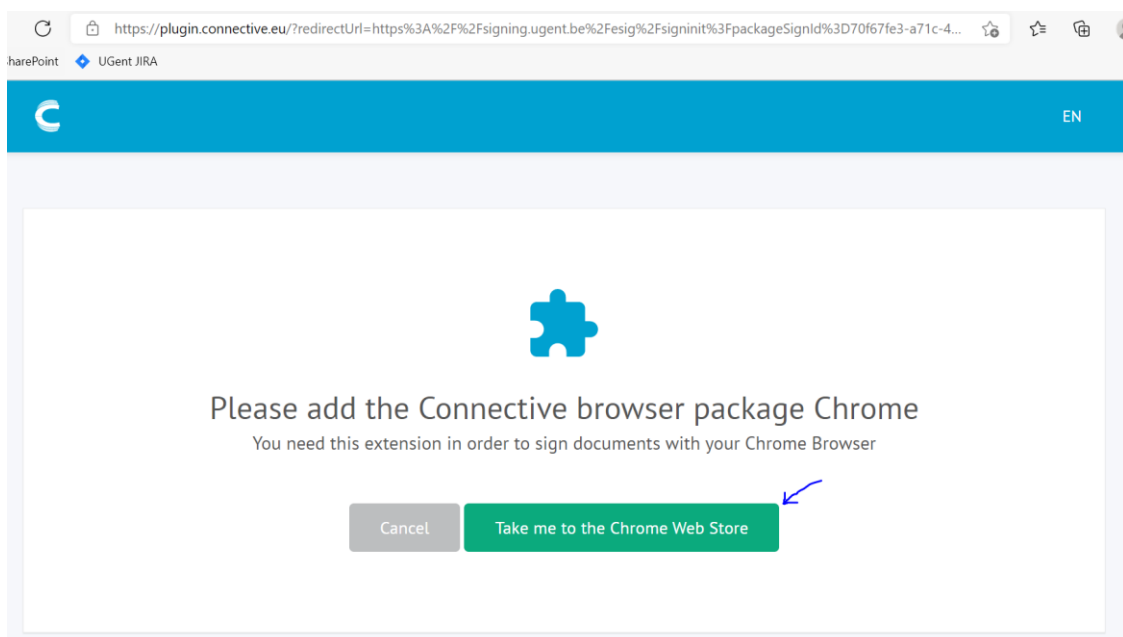 https://plugin.connective.eu/?redirectUrl=https%3A%2F%2Fsigning.ugent.be%2Fesig%2Fsigninit%3FpackageSignId%3D70f67fe3-a71c-4...
harePoint UGent JIRA
EN
Please add the Connective browser package Chrome
You need this extension in order to sign documents with your Chrome Browser
Cancel Take me to the Chrome Web Store